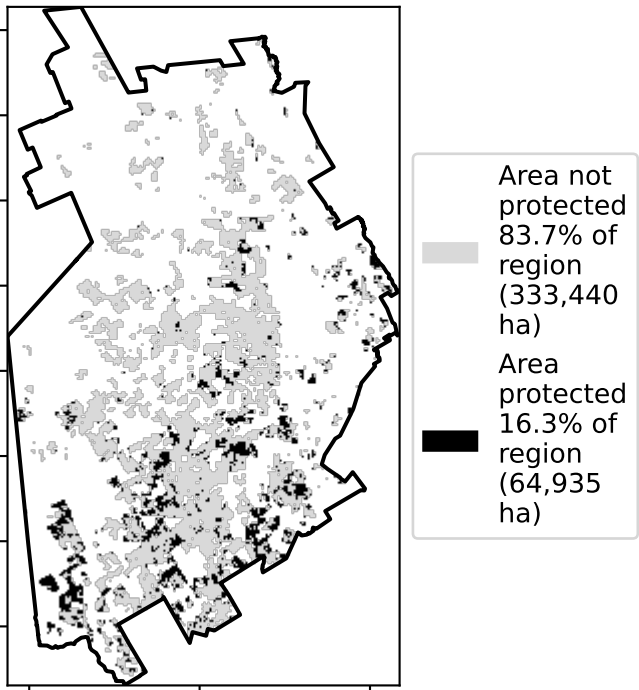 Area not
protected
83.7% of
region
(333,440
ha)
Area
protected
16.3% of
region
(64,935
ha)